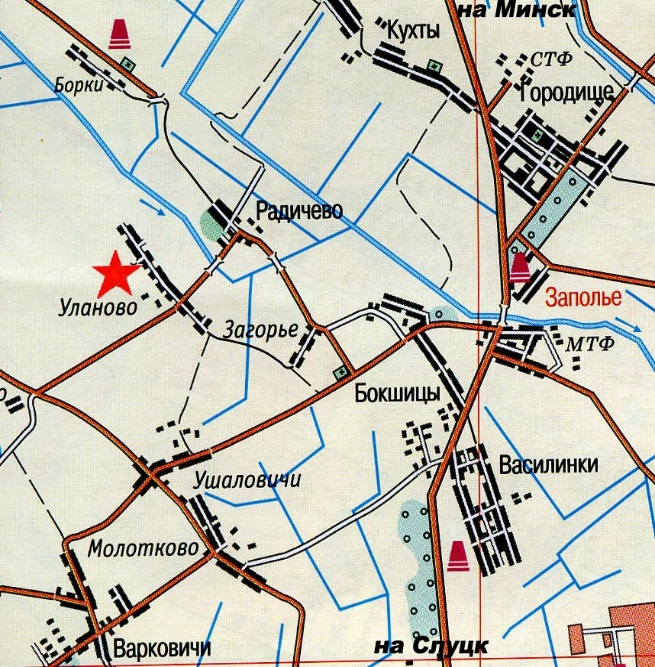 на Минск
Кухты
СТФ
Борки
Городище
Радичево
Уланово
Заполье
Загорье
МТФ
Бокшицы
Василинки
Ушаловичи
Молотково
на Слуцк
Варковичи